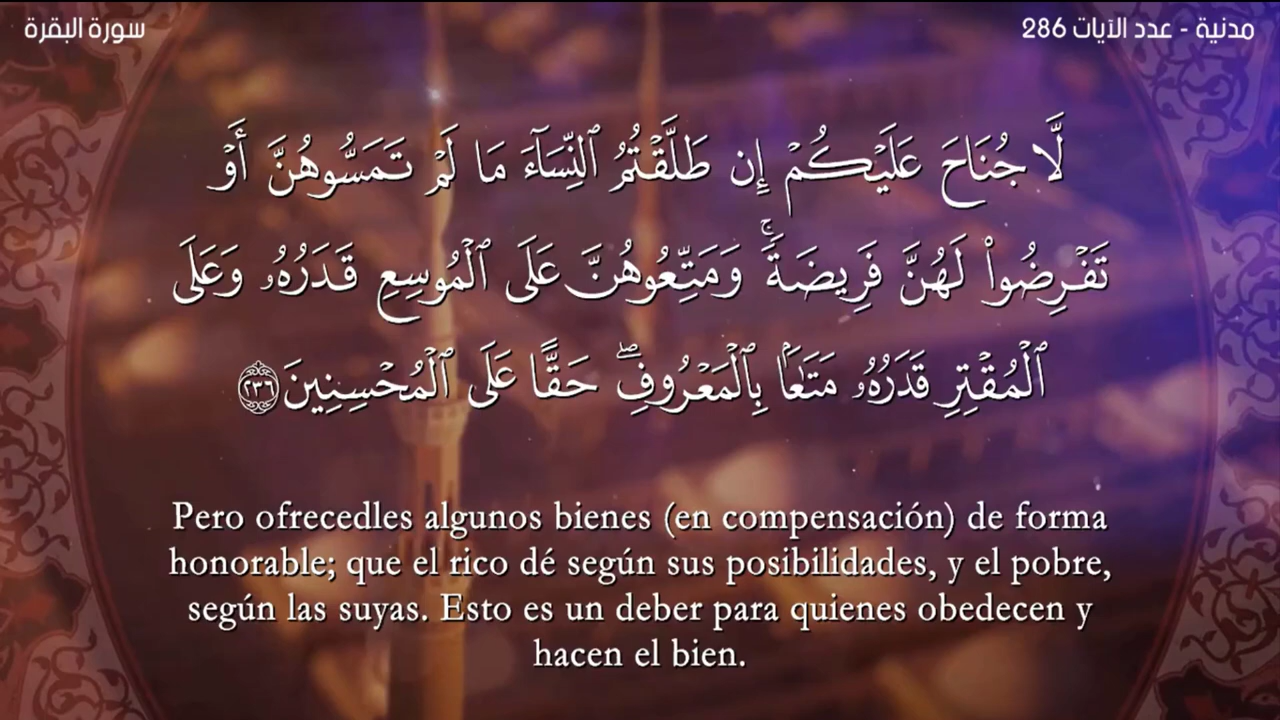 مدنية - عدد الآيات 286
سورة البقرة
لَّا جُنَاحَ عَلَيْكُمْ إِن طَلَّقْتُمُ ٱلنِّسَآءَ مَا لَمْ تَمَسُّوهُنَّ أَوْ
تَفْرِضُوا۟ لَهُنَّ فَرِيضَةً ۚ وَمَتِّعُوهُنَّ عَلَى ٱلْمُوسِعِ قَدَرُهُۥ وَعَلَى
ٱلْمُقْتِرِ قَدَرُهُۥ مَتَـٰعًۢا بِٱلْمَعْرُوفِ ۖ حَقًّا عَلَى ٱلْمُحْسِنِينَ ٢٣٦
Pero ofrecedles algunos bienes (en compensación) de forma
honorable; que el rico dé según sus posibilidades, y el pobre,
según las suyas. Esto es un deber para quienes obedecen y
hacen el bien.